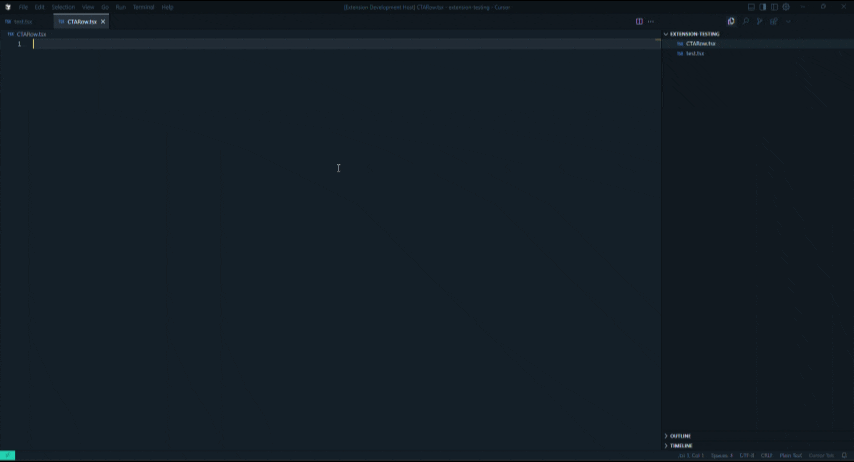 File Edit Selection View Go Run Terminal Help
[Extension Development Host] CTARow.tsx - extension-testing - Cursor
test.tsx
CTARow.tsx
CTARow.tsx
1
EXTENSION-TESTING
CTARow.tsx
test.tsx
OUTLINE
TIMELINE
Ln 1, Col 1 Spaces: 4 UTF-8 CRLF Plain Text Cursor Tab